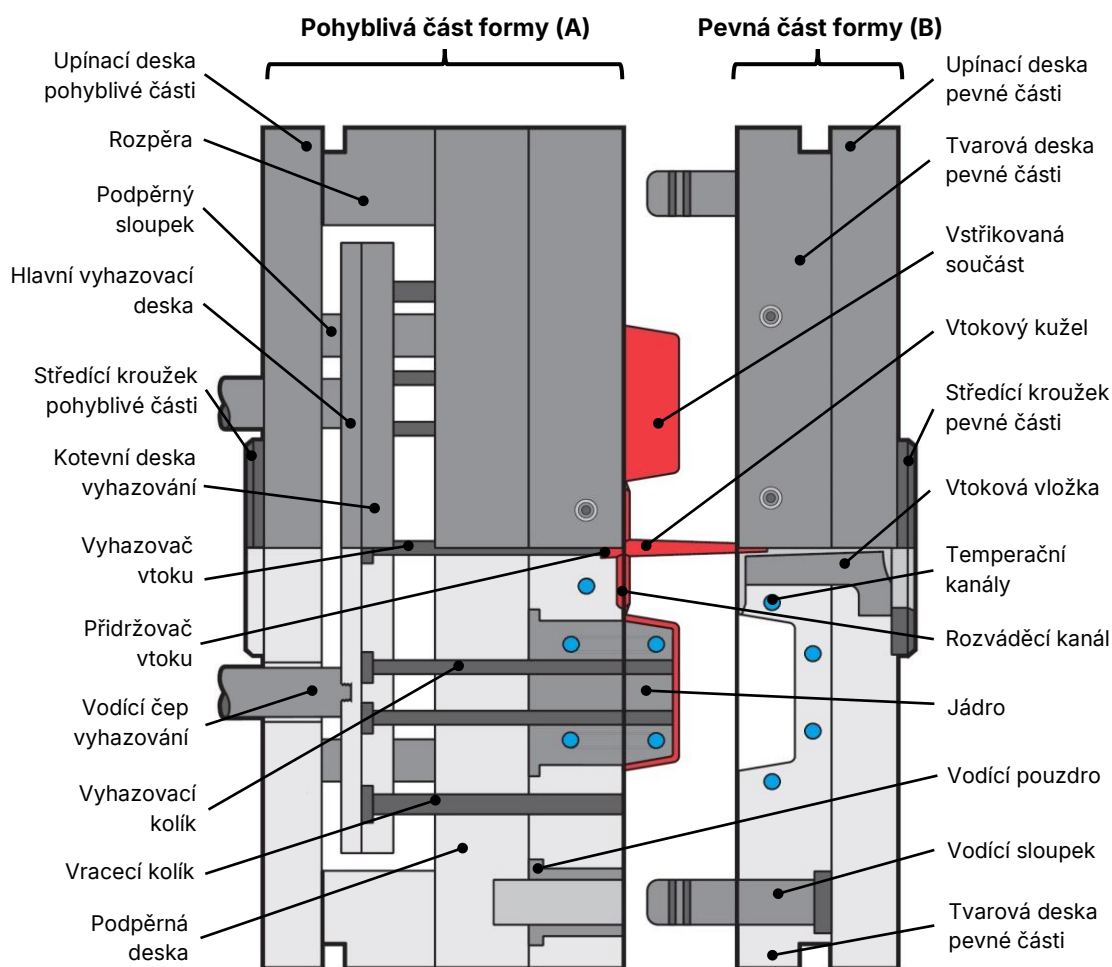 Pohyblivá část formy (A)
Pevná část formy (B)
Upínací deska
pohyblivé části
Rozpěra
Podpěrný
sloupek
Hlavní vyhazovací
deska
Středící kroužek
pohyblivé části
Kotevní deska
vyhazování
Vyhazovač
vtoku
Přidržovač
vtoku
Vodící čep
vyhazování
Vyhazovací
kolík
Vracecí kolík
Podpěrná
deska
Upínací deska
pevné části
Tvarová deska
pevné části
Vstřikovaná
součást
Vtokový kužel
Středící kroužek
pevné části
Vtoková vložka
Temperační
kanály
Rozváděcí kanál
Jádro
Vodící pouzdro
Vodící sloupek
Tvarová deska
pevné části